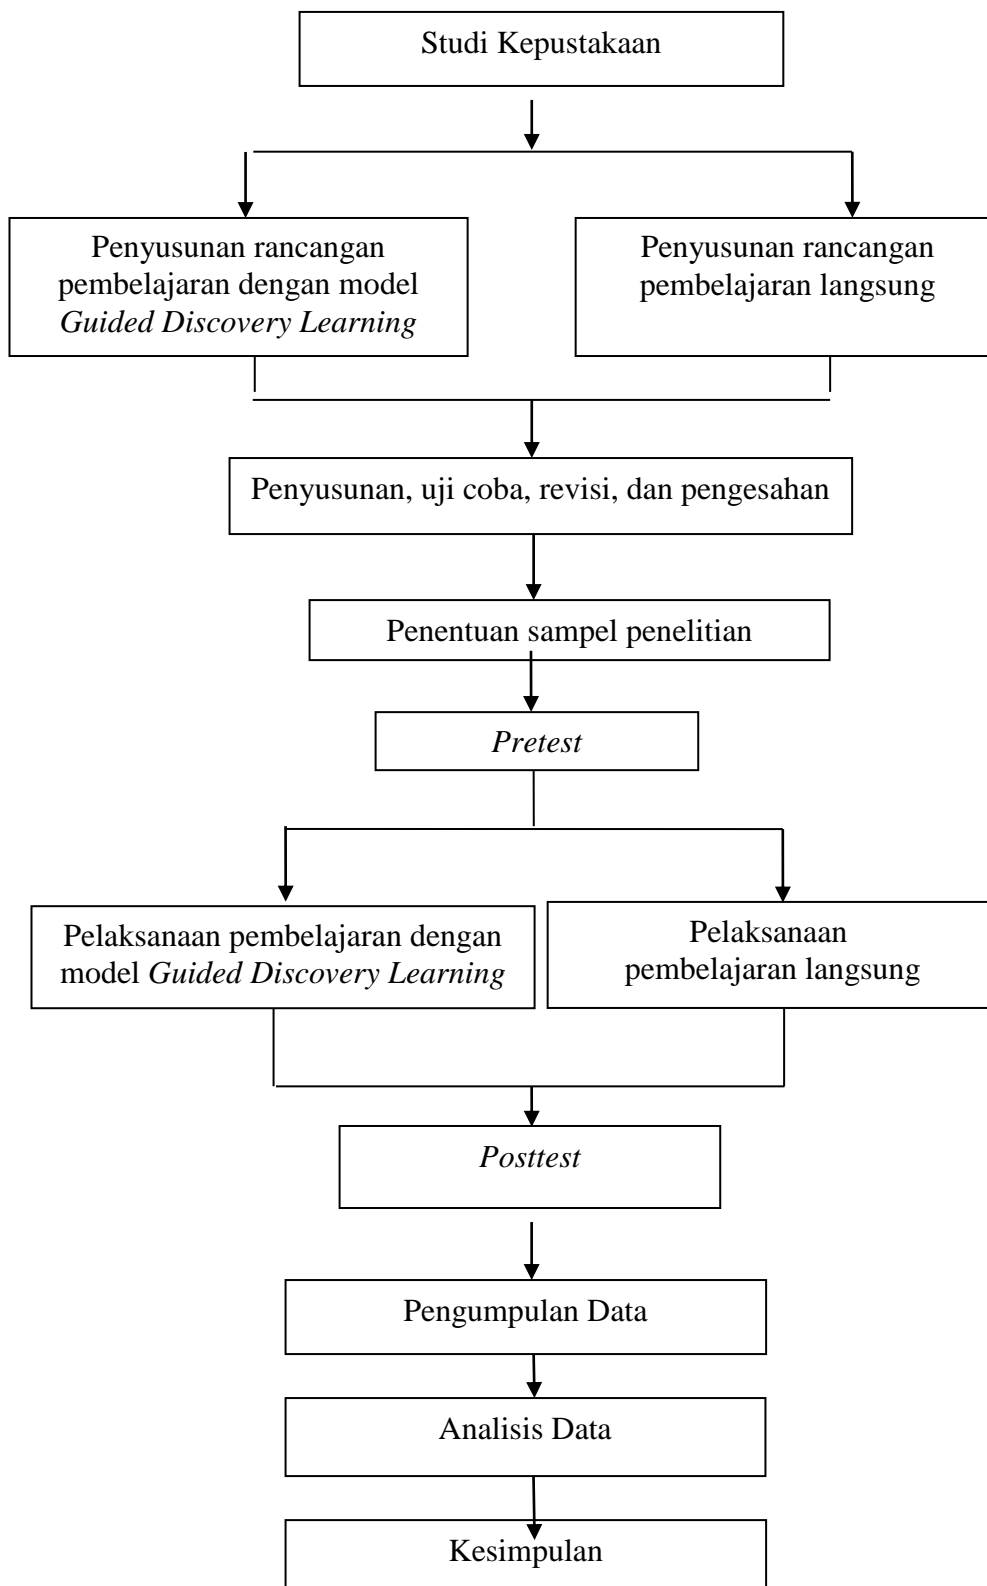 Studi Kepustakaan
Penyusunan rancangan
pembelajaran dengan model
Guided Discovery Learning
Penyusunan rancangan
pembelajaran langsung
Penyusunan, uji coba, revisi, dan pengesahan
Penentuan sampel penelitian
Pretest
Pelaksanaan pembelajaran dengan
model Guided Discovery Learning
Pelaksanaan
pembelajaran langsung
Posttest
Pengumpulan Data
Analisis Data
Kesimpulan